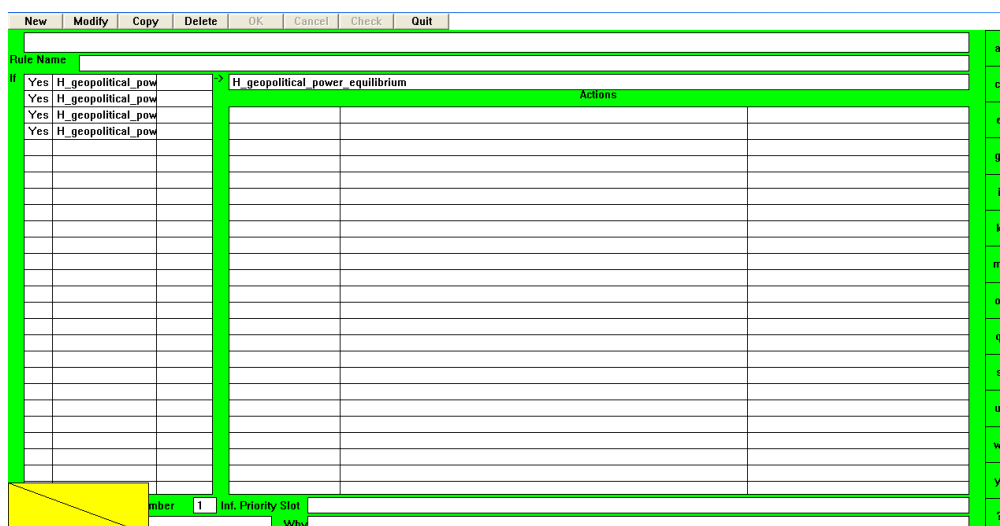 New Modify Copy Delete OK Cancel Check Quit
Rule Name
If Yes H_geopolitical_pow -> H_geopolitical_power_equilibrium
Actions
Yes H_geopolitical_pow
Yes H_geopolitical_pow
Yes H_geopolitical_pow
a
c
e
g
i
k
m
o
q
s
u
w
y
?
mber 1 Inf. Priority Slot
Why